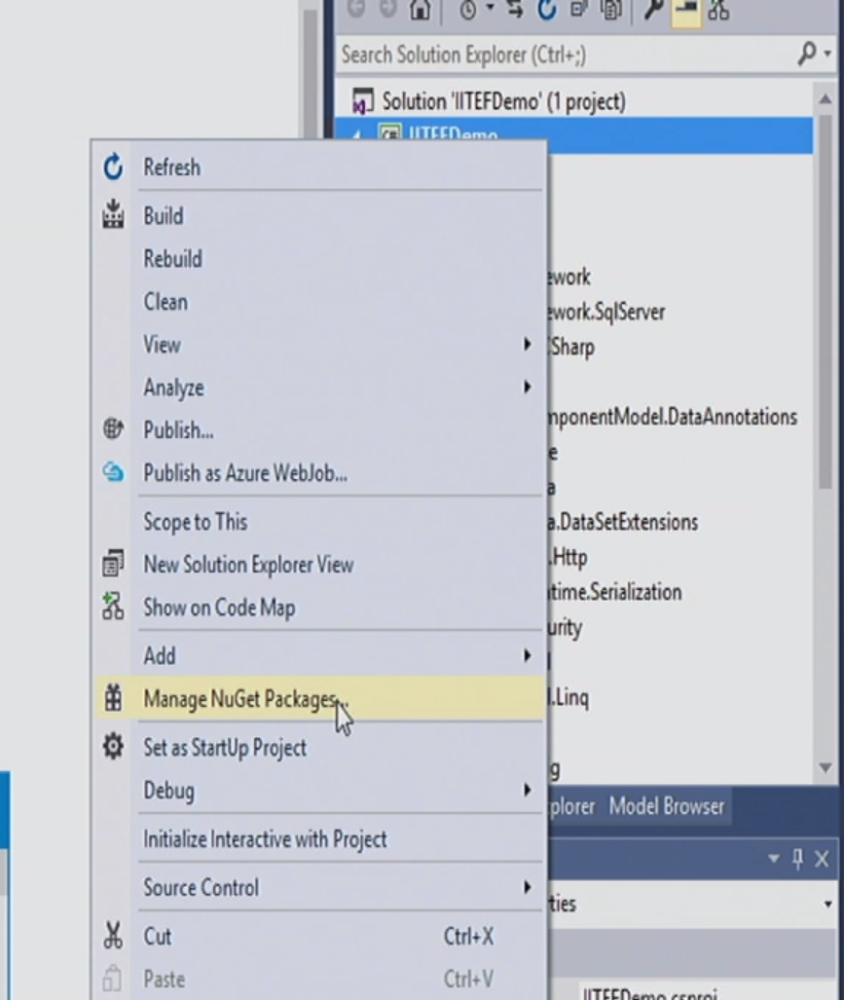 Search Solution Explorer (Ctrl+;)
Solution 'IITEFDemo' (1 project)
IITEFDemo
Refresh
Build
Rebuild
Clean
View
Analyze
Publish...
Publish as Azure WebJob...
Scope to This
New Solution Explorer View
Show on Code Map
Add
Manage NuGet Packages...
Set as StartUp Project
Debug
Initialize Interactive with Project
Source Control
Cut Ctrl+X
Paste Ctrl+V
ework
ework.SqlServer
CSharp
mponentModel.DataAnnotations
e
a
a.DataSetExtensions
.Http
ntime.Serialization
urity
l
l.Linq
g
plorer Model Browser
ties
IITEFDemo.csproj